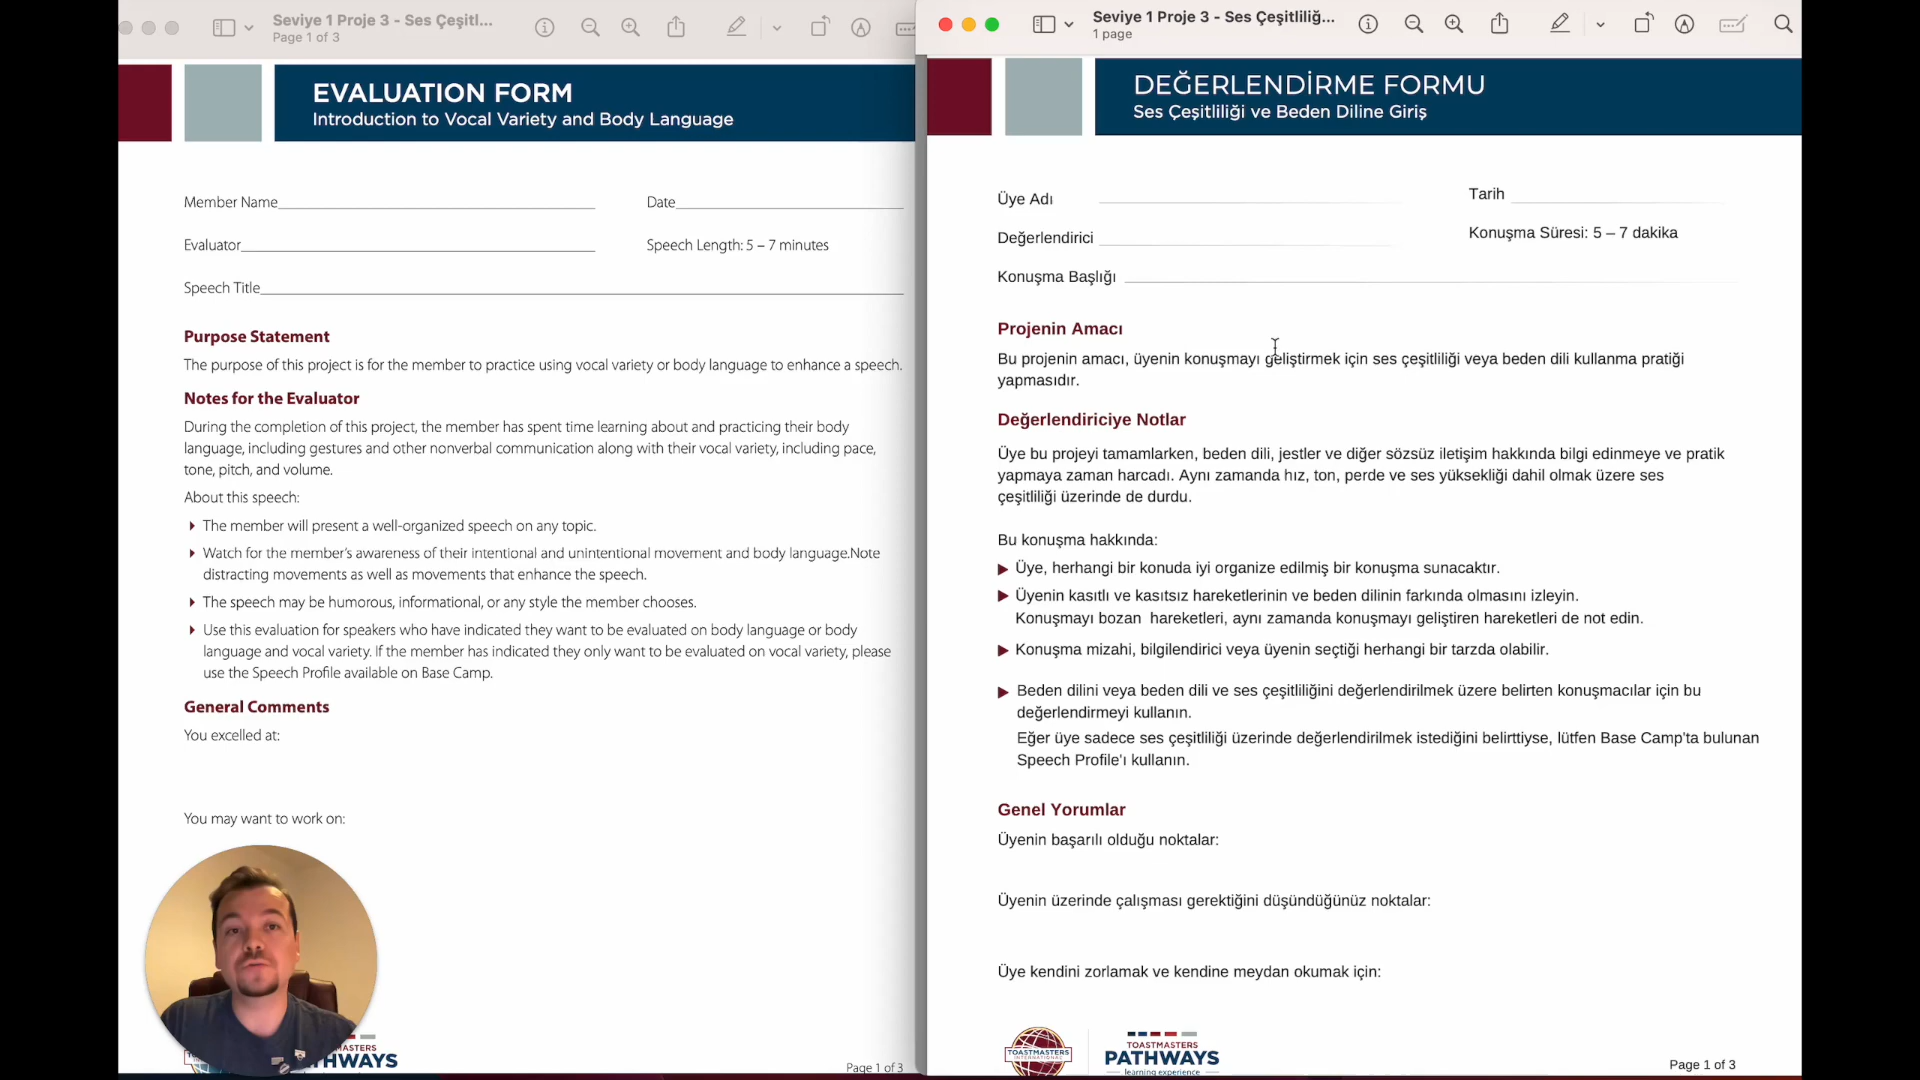 Seviye 1 Proje 3 - Ses Çeşitl...
Page 1 of 3
EVALUATION FORM
Introduction to Vocal Variety and Body Language
Member Name
Date
Evaluator
Speech Length: 5 – 7 minutes
Speech Title
Purpose Statement
The purpose of this project is for the member to practice using vocal variety or body language to enhance a speech.
Notes for the Evaluator
During the completion of this project, the member has spent time learning about and practicing their body
language, including gestures and other nonverbal communication along with their vocal variety, including pace,
tone, pitch, and volume.
About this speech:
The member will present a well-organized speech on any topic.
Watch for the member's awareness of their intentional and unintentional movement and body language.Note
distracting movements as well as movements that enhance the speech.
The speech may be humorous, informational, or any style the member chooses.
Use this evaluation for speakers who have indicated they want to be evaluated on body language or body
language and vocal variety. If the member has indicated they only want to be evaluated on vocal variety, please
use the Speech Profile available on Base Camp.
General Comments
You excelled at:
You may want to work on:
Page 1 of 3
Seviye 1 Proje 3 - Ses Çeşitliliğ...
1 page
DEĞERLENDİRME FORMU
Ses Çeşitliliği ve Beden Diline Giriş
Üye Adı
Tarih
Değerlendirici
Konuşma Süresi: 5 – 7 dakika
Konuşma Başlığı
Projenin Amacı
Bu projenin amacı, üyenin konuşmayı geliştirmek için ses çeşitliliği veya beden dili kullanma pratiği
yapmasıdır.
Değerlendiriciye Notlar
Üye bu projeyi tamamlarken, beden dili, jestler ve diğer sözsüz iletişim hakkında bilgi edinmeye ve pratik
yapmaya zaman harcadı. Aynı zamanda hız, ton, perde ve ses yüksekliği dahil olmak üzere ses
çeşitliliği üzerinde de durdu.
Bu konuşma hakkında:
Üye, herhangi bir konuda iyi organize edilmiş bir konuşma sunacaktır.
Üyenin kasıtlı ve kasıtsız hareketlerinin ve beden dilinin farkında olmasını izleyin.
Konuşmayı bozan hareketleri, aynı zamanda konuşmayı geliştiren hareketleri de not edin.
Konuşma mizahi, bilgilendirici veya üyenin seçtiği herhangi bir tarzda olabilir.
Beden dilini veya beden dili ve ses çeşitliliğini değerlendirilmek üzere belirten konuşmacılar için bu
değerlendirmeyi kullanın.
Eğer üye sadece ses çeşitliliği üzerinde değerlendirilmek istediğini belirttiyse, lütfen Base Camp'ta bulunan
Speech Profile'ı kullanın.
Genel Yorumlar
Üyenin başarılı olduğu noktalar:
Üyenin üzerinde çalışması gerektiğini düşündüğünüz noktalar:
Üye kendini zorlamak ve kendine meydan okumak için:
TOASTMASTERS
INTERNATIONAL
TOASTMASTERS
PATHWAYS
learning experience
Page 1 of 3